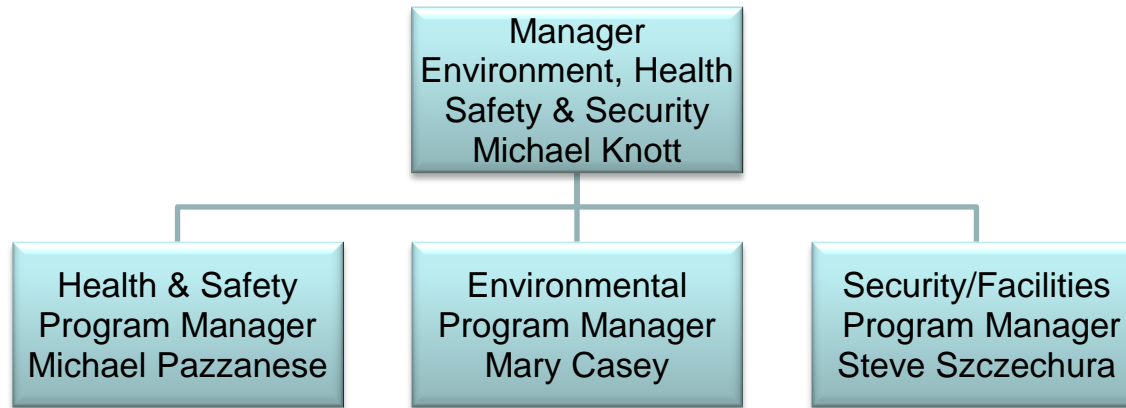 Manager
Environment, Health
Safety & Security
Michael Knott
Health & Safety
Program Manager
Michael Pazzanese
Environmental
Program Manager
Mary Casey
Security/Facilities
Program Manager
Steve Szczechura